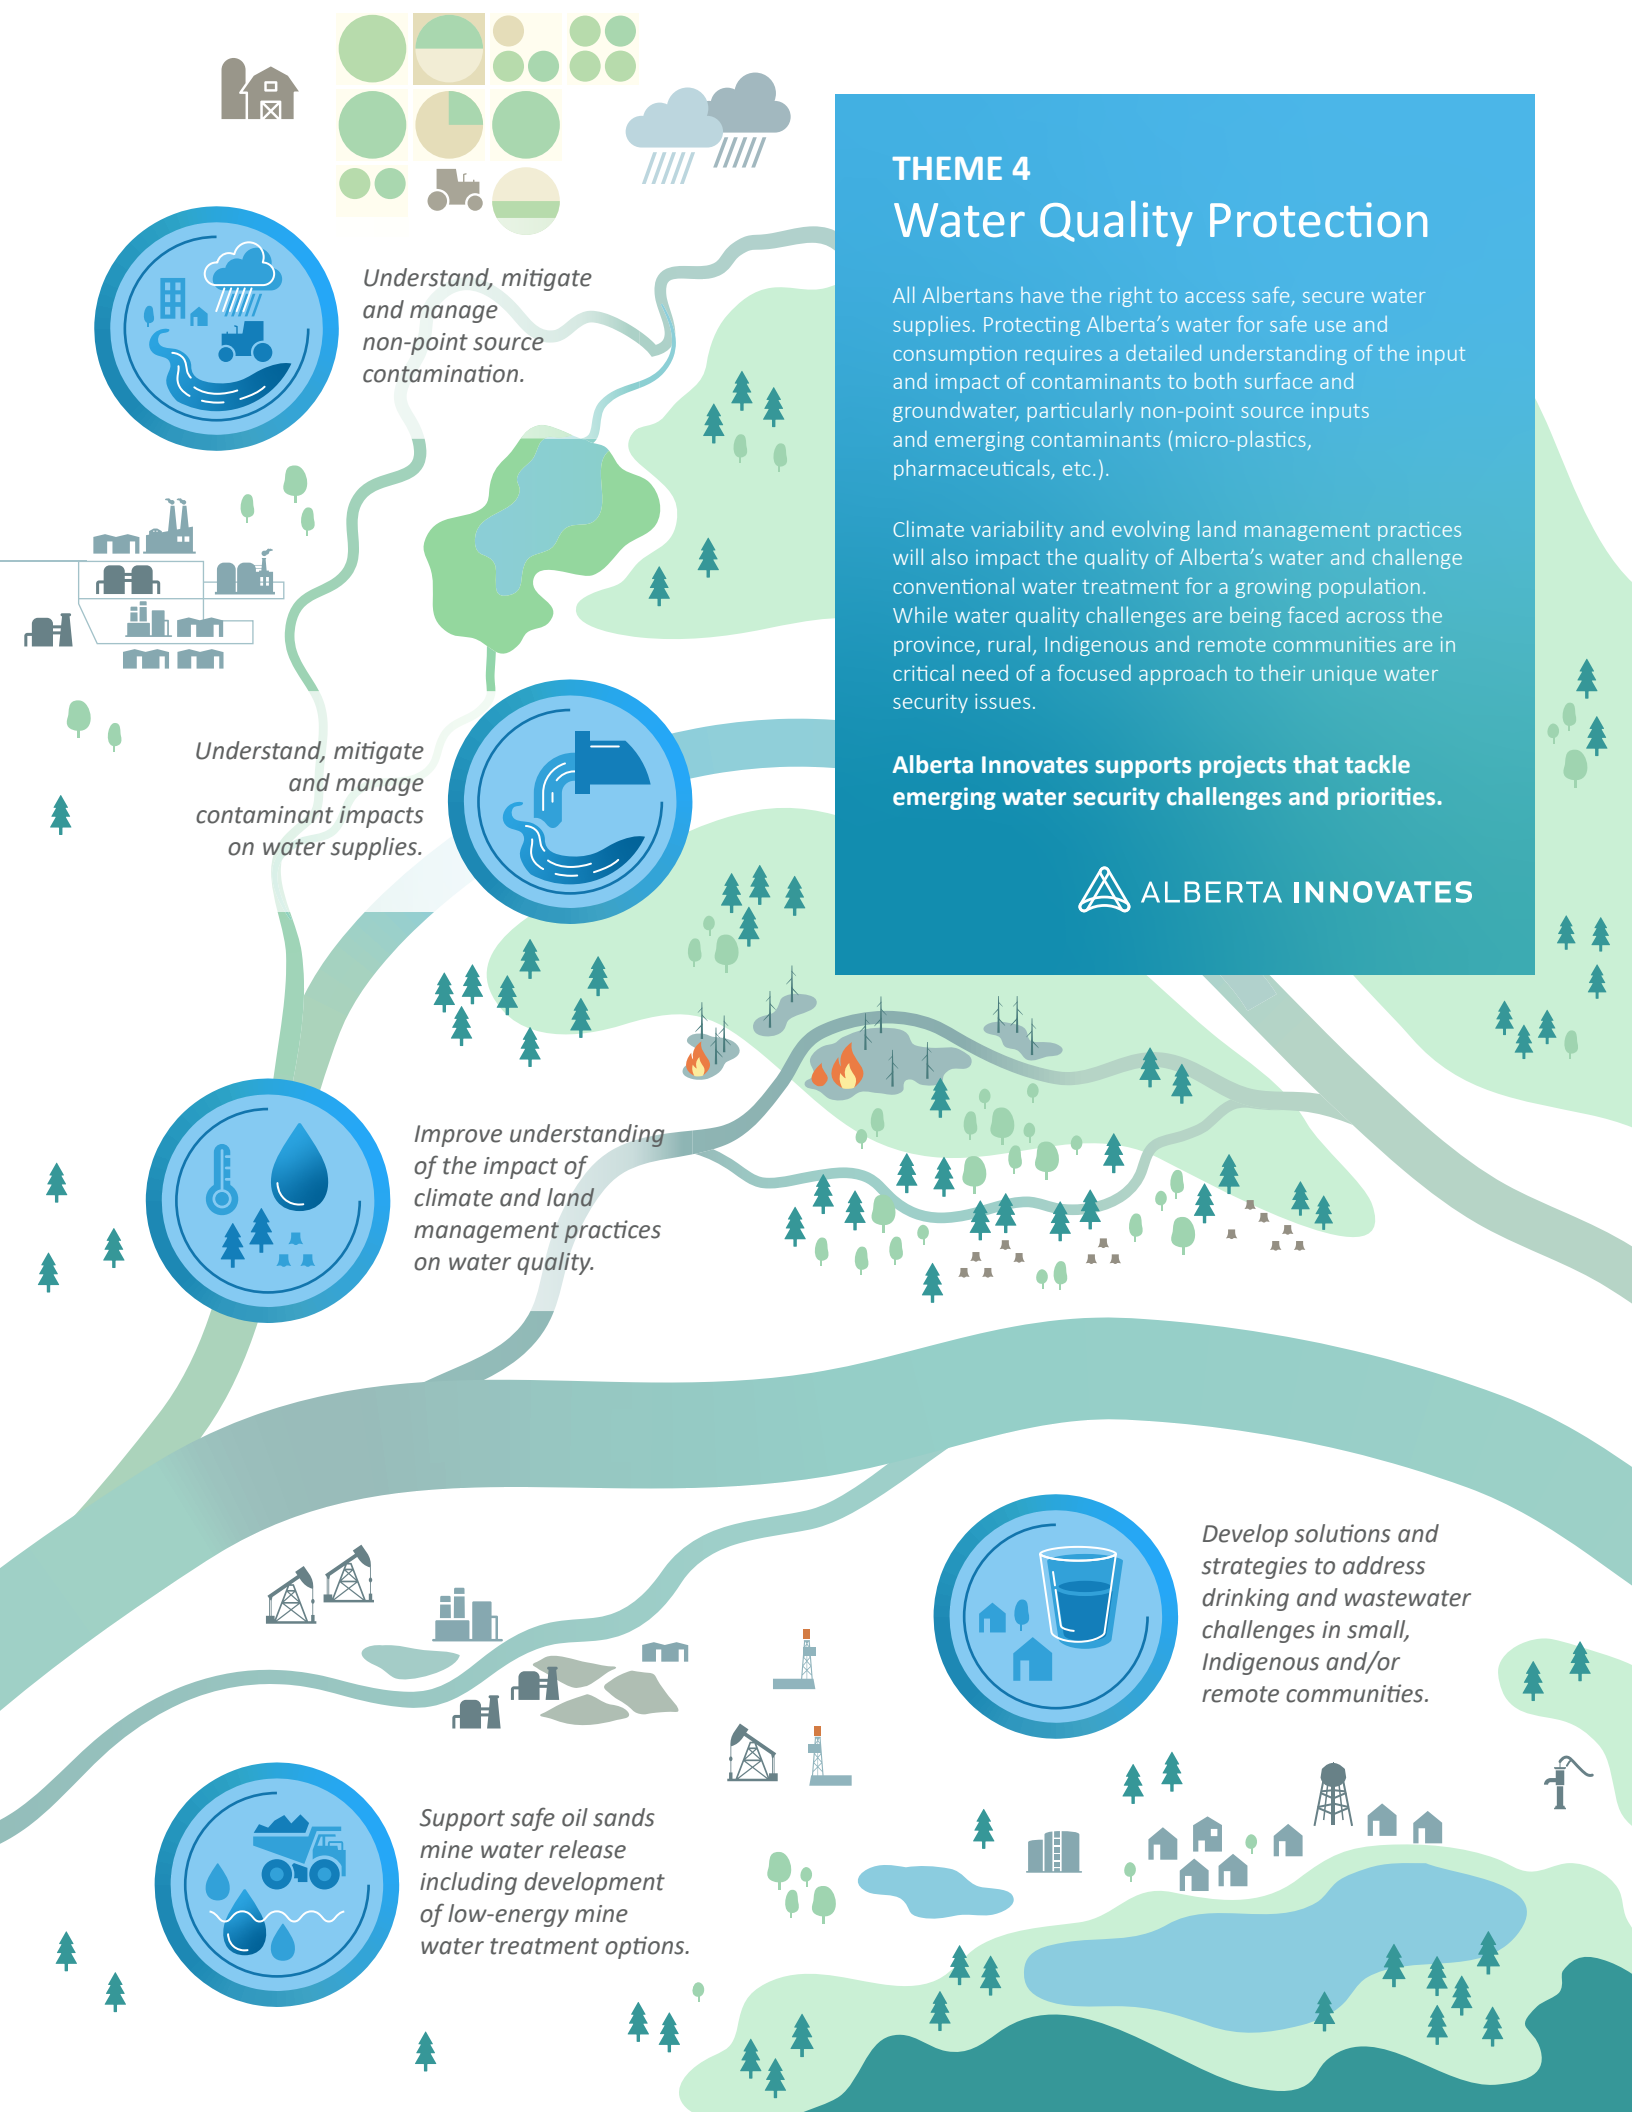 THEME 4
Water Quality Protection
All Albertans have the right to access safe, secure water
supplies. Protecting Alberta's water for safe use and
consumption requires a detailed understanding of the input
and impact of contaminants to both surface and
groundwater, particularly non-point source inputs
and emerging contaminants (micro-plastics,
pharmaceuticals, etc.).
Climate variability and evolving land management practices
will also impact the quality of Alberta's water and challenge
conventional water treatment for a growing population.
While water quality challenges are being faced across the
province, rural, Indigenous and remote communities are in
critical need of a focused approach to their unique water
security issues.
Alberta Innovates supports projects that tackle
emerging water security challenges and priorities.
ALBERTA INNOVATES
Understand, mitigate
and manage
non-point source
contamination.
Understand, mitigate
and manage
contaminant impacts
on water supplies.
Improve understanding
of the impact of
climate and land
management practices
on water quality.
Develop solutions and
strategies to address
drinking and wastewater
challenges in small,
Indigenous and/or
remote communities.
Support safe oil sands
mine water release
including development
of low-energy mine
water treatment options.